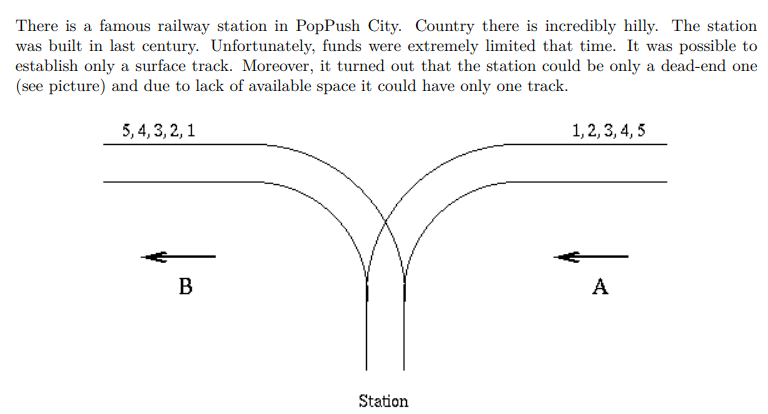 There is a famous railway station in PopPush City. Country there is incredibly hilly. The station
was built in last century. Unfortunately, funds were extremely limited that time. It was possible to
establish only a surface track. Moreover, it turned out that the station could be only a dead-end one
(see picture) and due to lack of available space it could have only one track.
5, 4, 3, 2, 1
1, 2, 3, 4, 5
B
A
Station